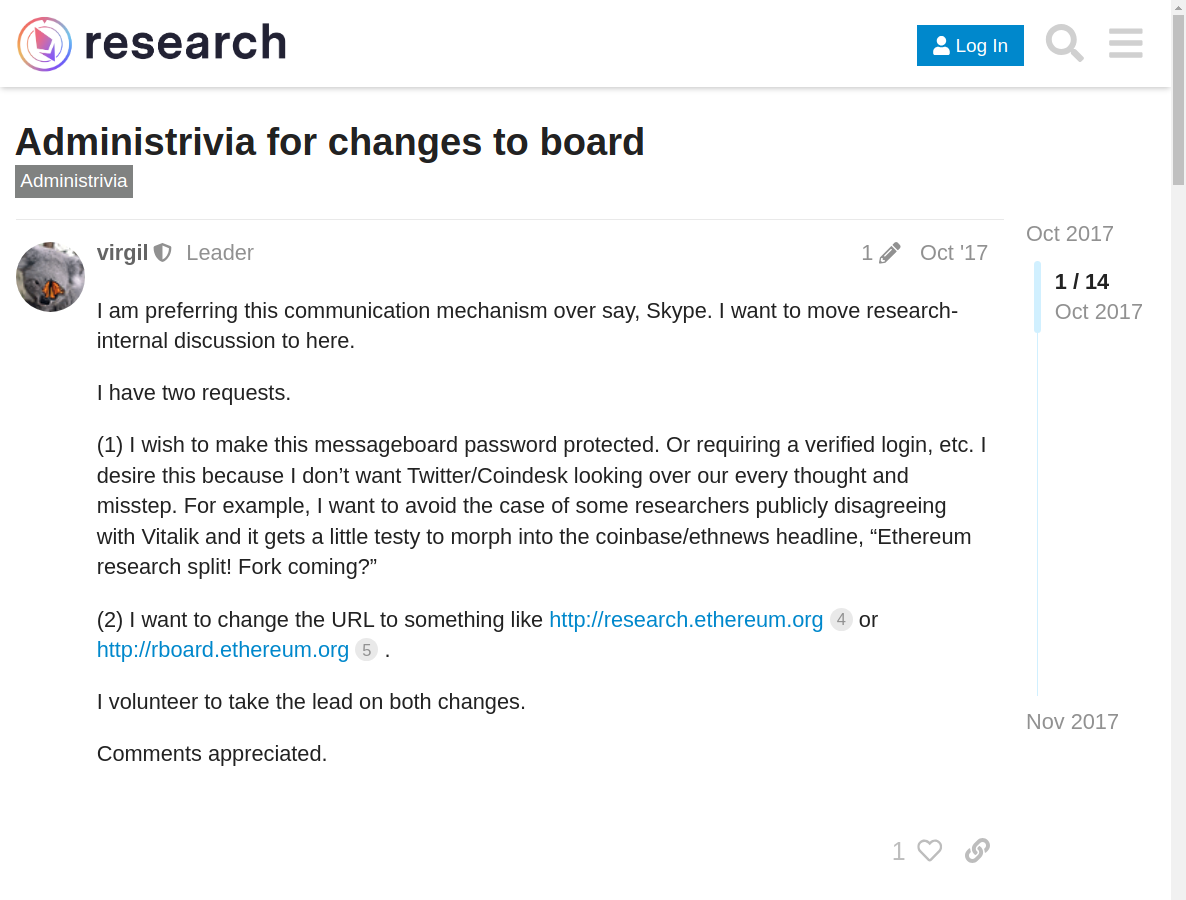 research
Log In
Administrivia for changes to board
Administrivia
virgil Leader 1 Oct '17
I am preferring this communication mechanism over say, Skype. I want to move research-
internal discussion to here.
I have two requests.
(1) I wish to make this messageboard password protected. Or requiring a verified login, etc. I
desire this because I don’t want Twitter/Coindesk looking over our every thought and
misstep. For example, I want to avoid the case of some researchers publicly disagreeing
with Vitalik and it gets a little testy to morph into the coinbase/ethnews headline, “Ethereum
research split! Fork coming?”
(2) I want to change the URL to something like http://research.ethereum.org 4 or
http://rboard.ethereum.org 5 .
I volunteer to take the lead on both changes.
Comments appreciated.
1
Oct 2017
1 / 14
Oct 2017
Nov 2017